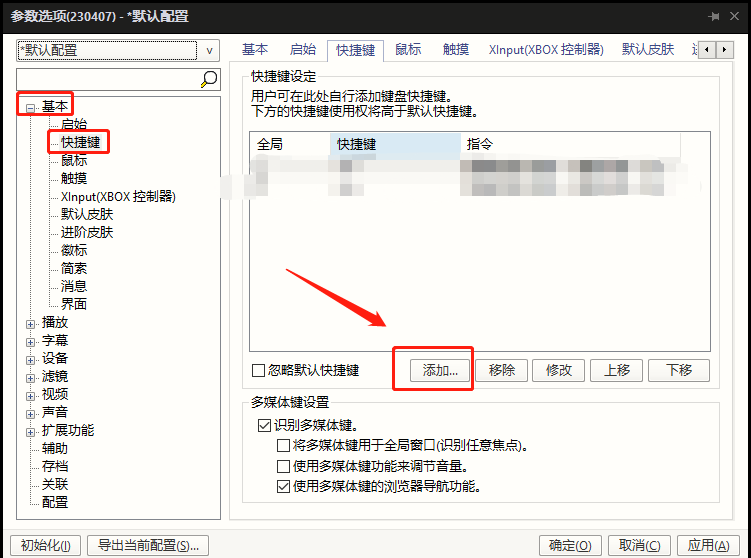 参数选项(230407) - *默认配置
*默认配置
基本
启始
快捷键
鼠标
触摸
XInput(XBOX 控制器)
默认皮肤
进阶皮肤
徽标
简索
消息
界面
播放
字幕
设备
滤镜
视频
声音
扩展功能
辅助
存档
关联
配置
基本 启始 快捷键 鼠标 触摸 XInput(XBOX 控制器) 默认皮肤
快捷键设定
用户可在此处自行添加键盘快捷键。
下方的快捷键使用权将高于默认快捷键。
全局 快捷键 指令
忽略默认快捷键 添加... 移除 修改 上移 下移
多媒体键设置
识别多媒体键。
将多媒体键用于全局窗口(识别任意焦点)。
使用多媒体键功能来调节音量。
使用多媒体键的浏览器导航功能。
初始化(I) 导出当前配置(S)... 确定(O) 取消(C) 应用(A)